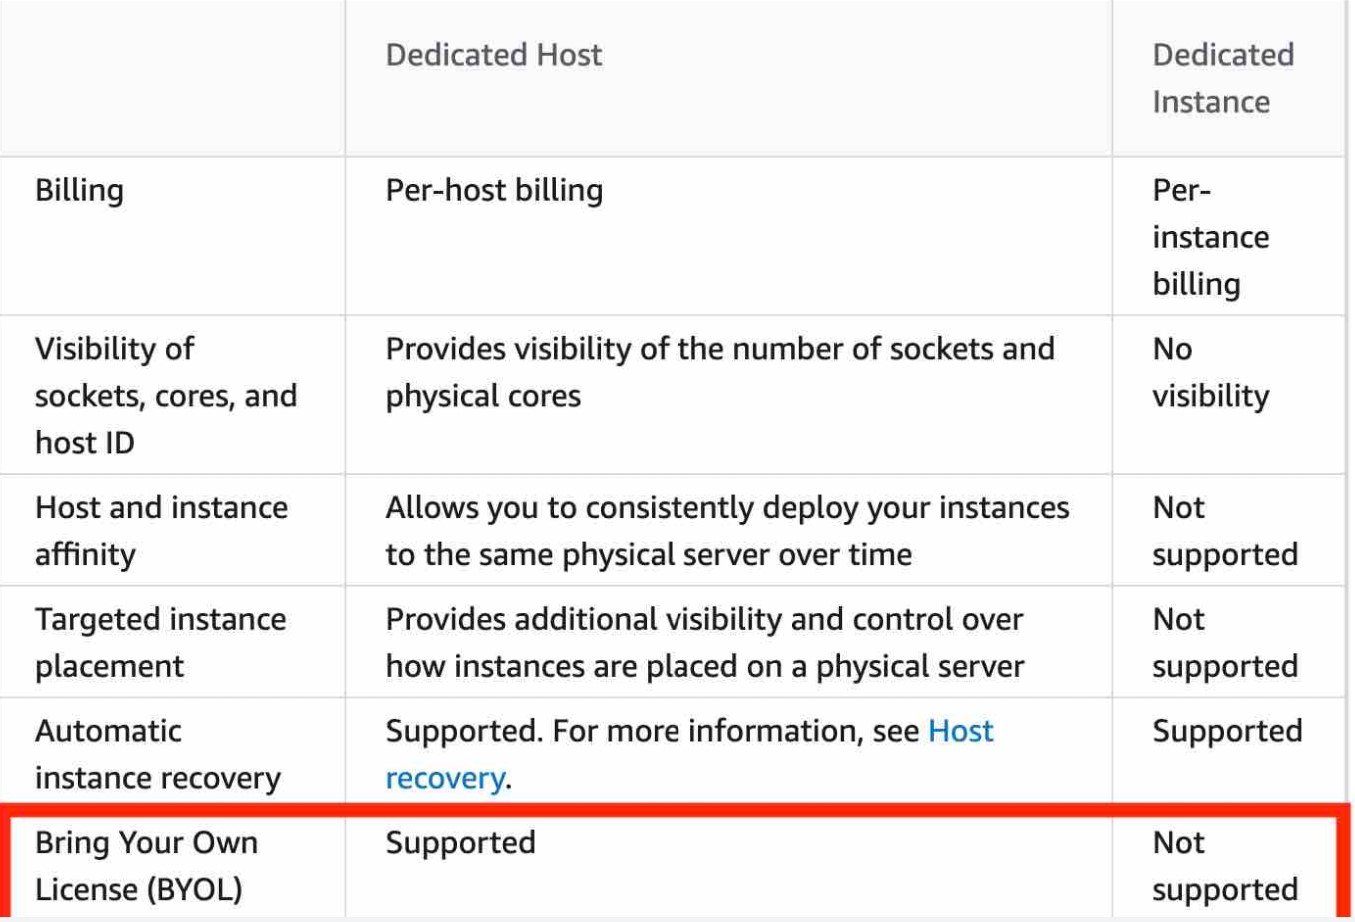 Dedicated Host
Dedicated
Instance
Billing
Per-host billing
Per-
instance
billing
Visibility of
sockets, cores, and
host ID
Provides visibility of the number of sockets and
physical cores
No
visibility
Host and instance
affinity
Allows you to consistently deploy your instances
to the same physical server over time
Not
supported
Targeted instance
placement
Provides additional visibility and control over
how instances are placed on a physical server
Not
supported
Automatic
instance recovery
Supported. For more information, see Host
recovery.
Supported
Bring Your Own
License (BYOL)
Supported
Not
supported